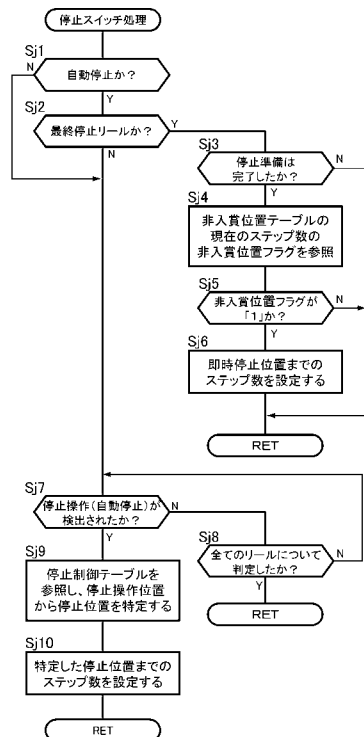 停止スイッチ処理
Sj1
N
自動停止か？
Y
Sj2
最終停止リールか？
Y
N
Sj3
停止準備は
完了したか？
Y
Sj4
非入賞位置テーブルの
現在のステップ数の
非入賞位置フラグを参照
Sj5
非入賞位置フラグが
「1」か？
N
Y
Sj6
即時停止位置までの
ステップ数を設定する
RET
Sj7
停止操作(自動停止)が
検出されたか？
N
Y
Sj8
全てのリールについて
判定したか？
N
Y
RET
Sj9
停止制御テーブルを
参照し、停止操作位置
から停止位置を特定する
Sj10
特定した停止位置までの
ステップ数を設定する
RET